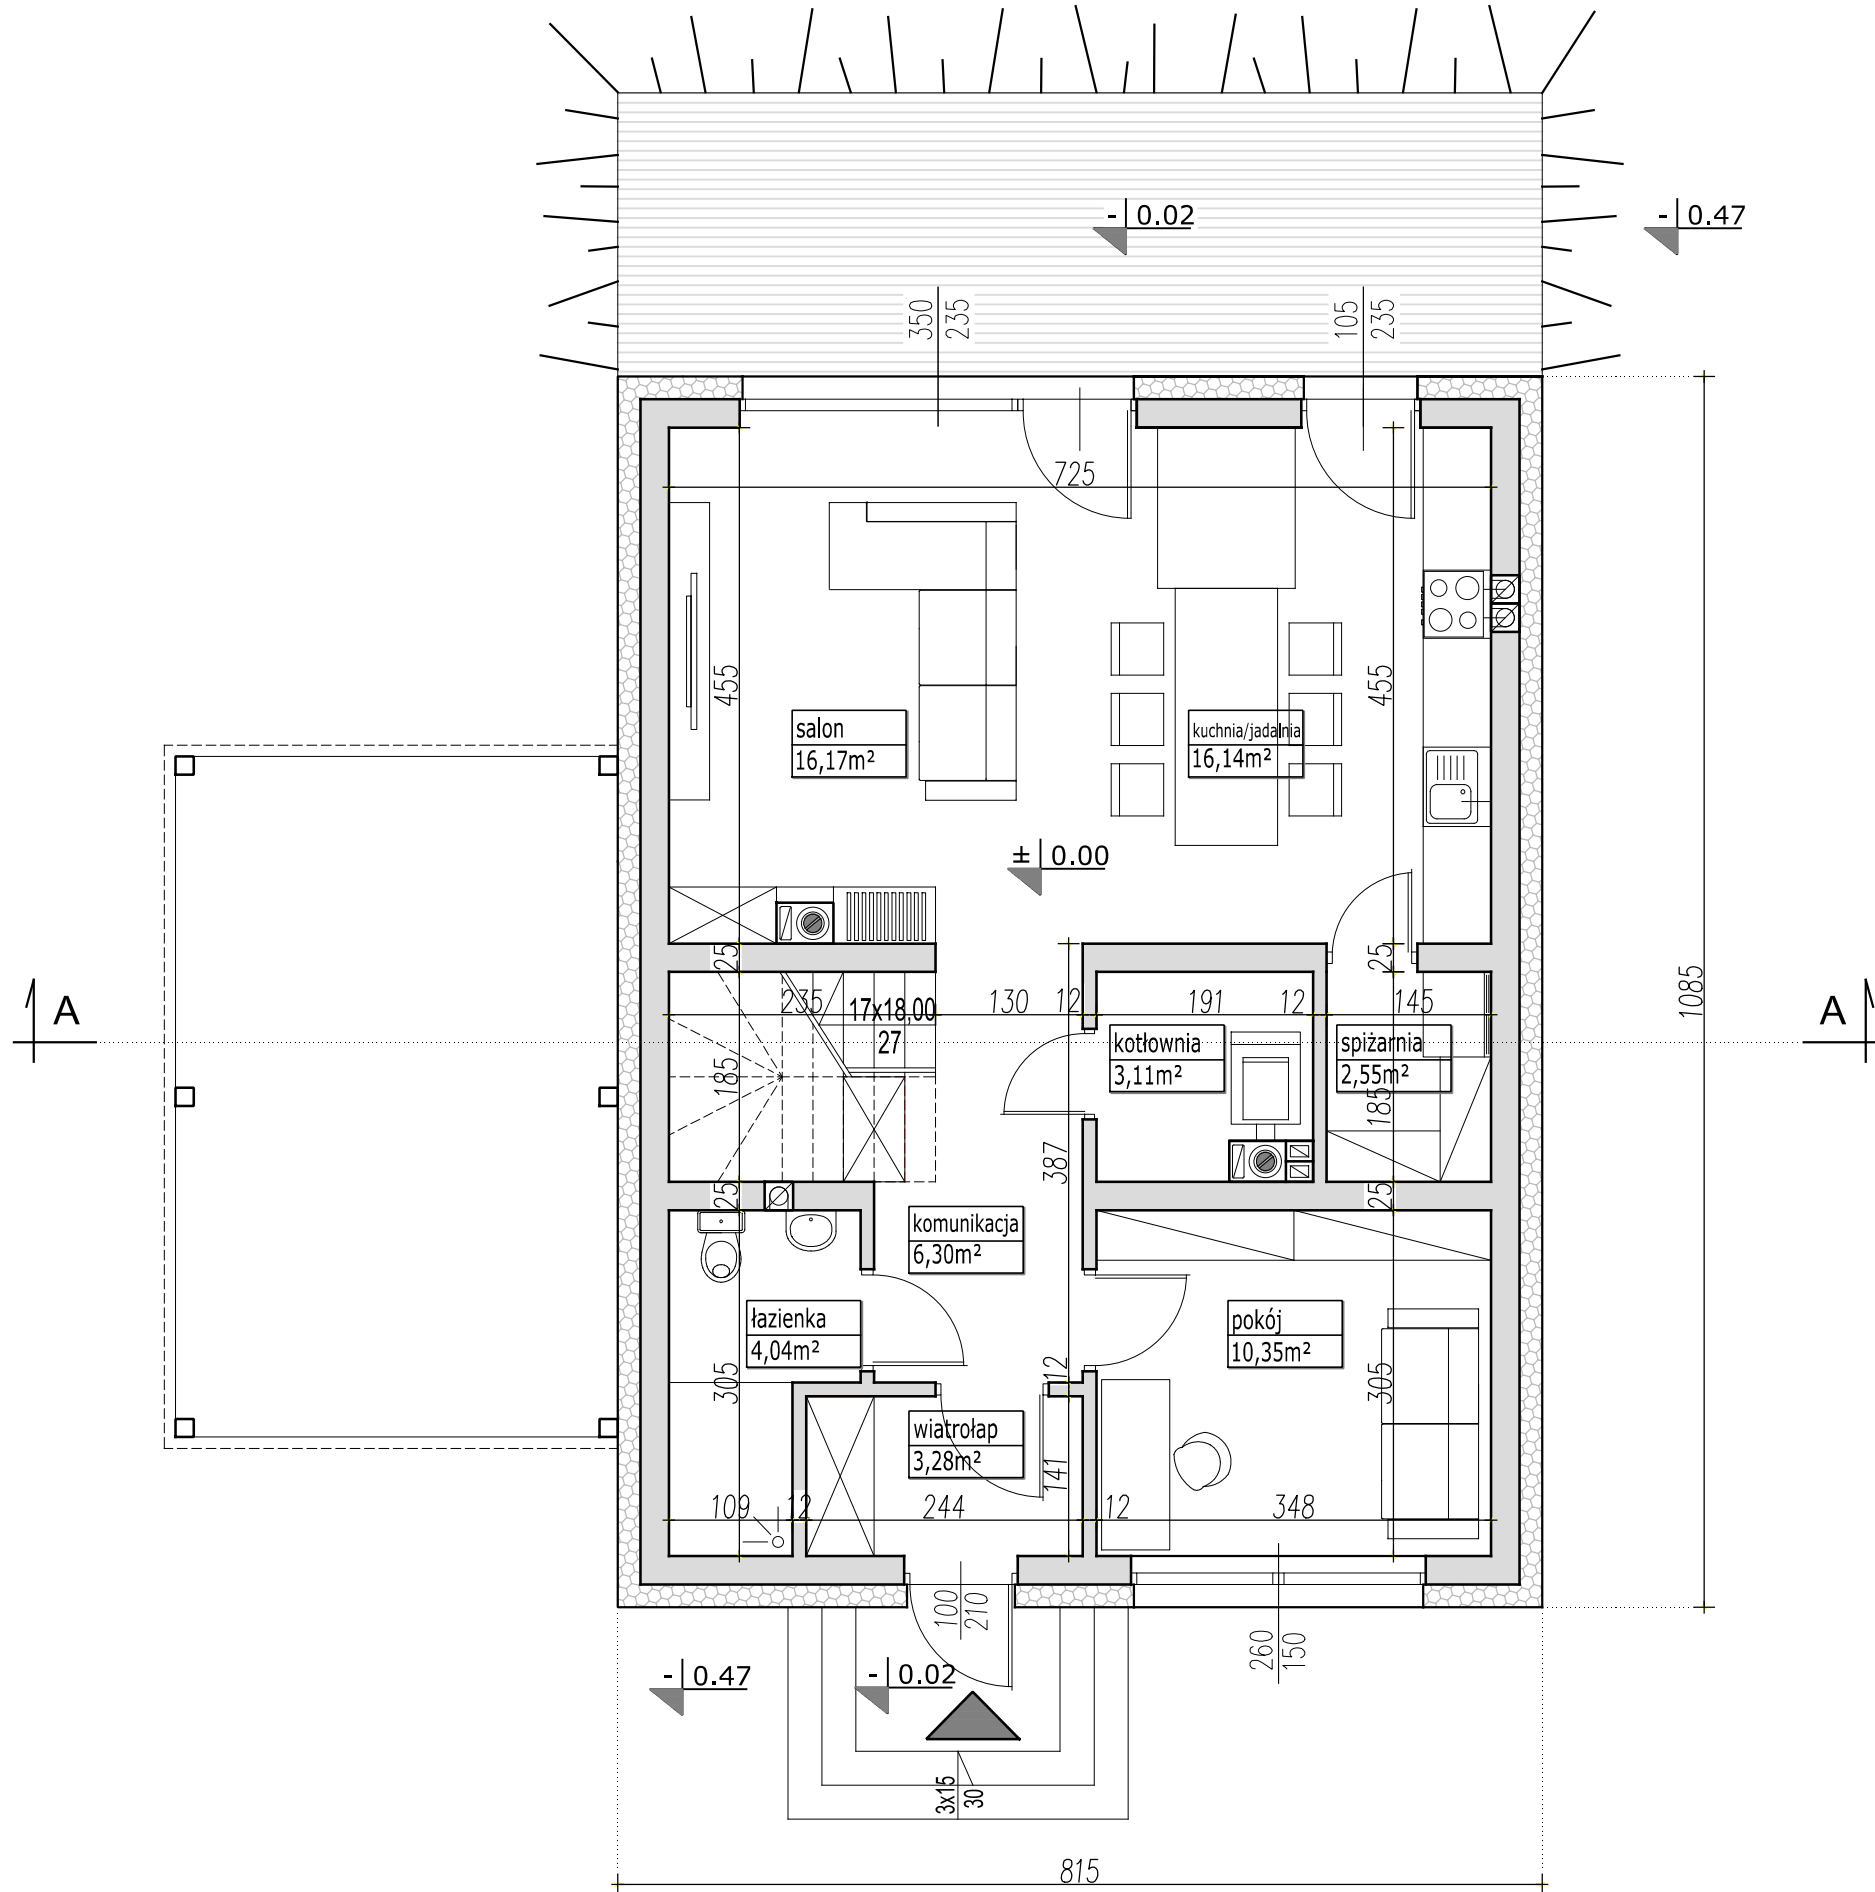 - 0.02
- 0.47
350
235
105
235
725
455
455
salon
16,17m²
kuchnia/jadalnia
16,14m²
± 0.00
25
25
235
17x18,00
27
130
12
191
12
145
1085
A
A
kotłownia
3,11m²
spiżarnia
2,55m²
185
185
387
25
25
komunikacja
6,30m²
łazienka
4,04m²
pokój
10,35m²
305
12
305
wiatrołap
3,28m²
141
109
12
244
12
348
100
210
260
150
- 0.47
- 0.02
3x15
30
815